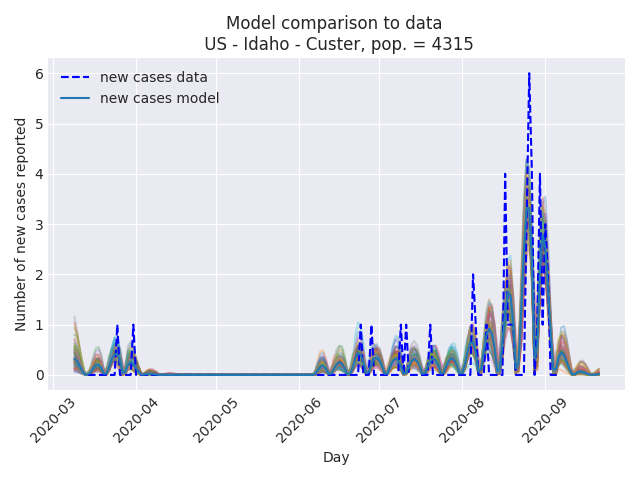 Model comparison to data
US - Idaho - Custer, pop. = 4315
new cases data
new cases model
Number of new cases reported
6
5
4
3
2
1
0
2020-03
2020-04
2020-05
2020-06
2020-07
2020-08
2020-09
Day